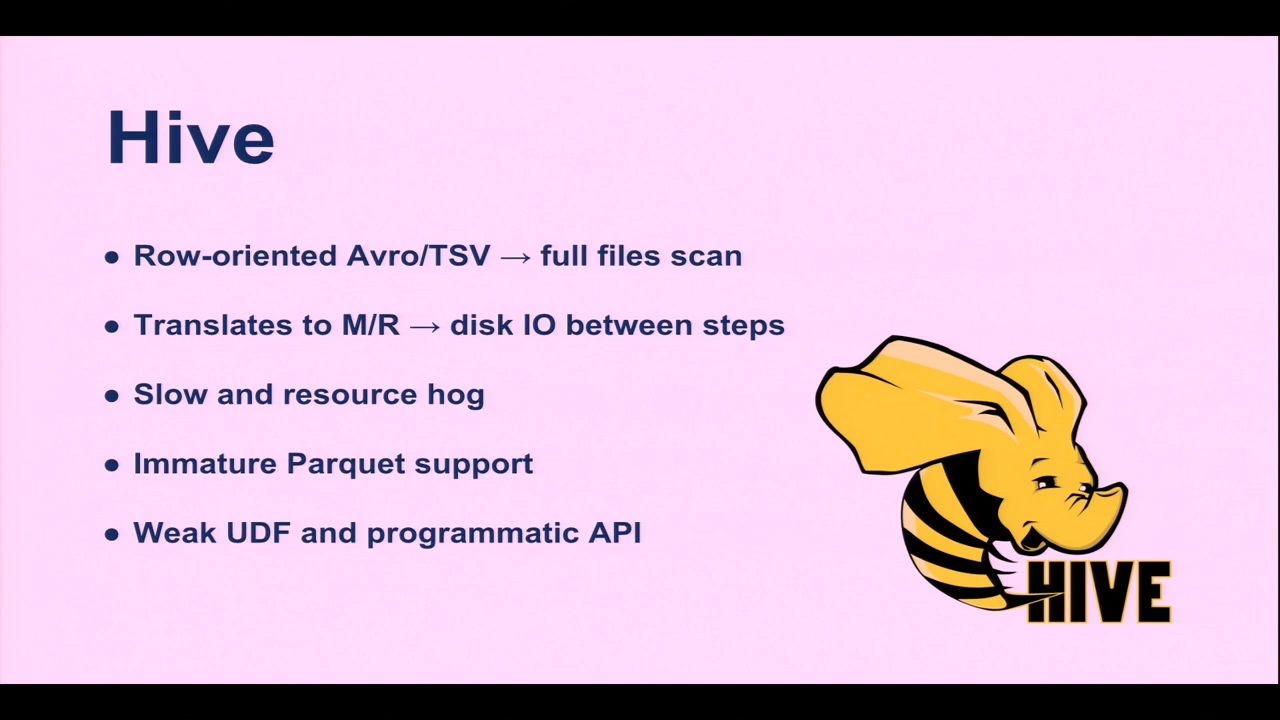 Hive
● Row-oriented Avro/TSV → full files scan
● Translates to M/R → disk IO between steps
● Slow and resource hog
● Immature Parquet support
● Weak UDF and programmatic API
HIVE